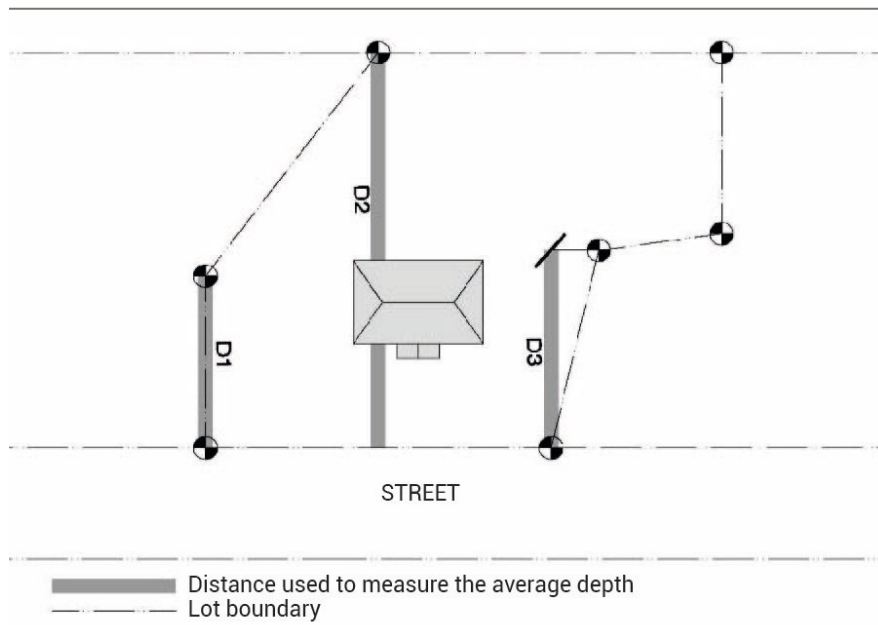 D2
D1
D3
STREET
Distance used to measure the average depth
Lot boundary